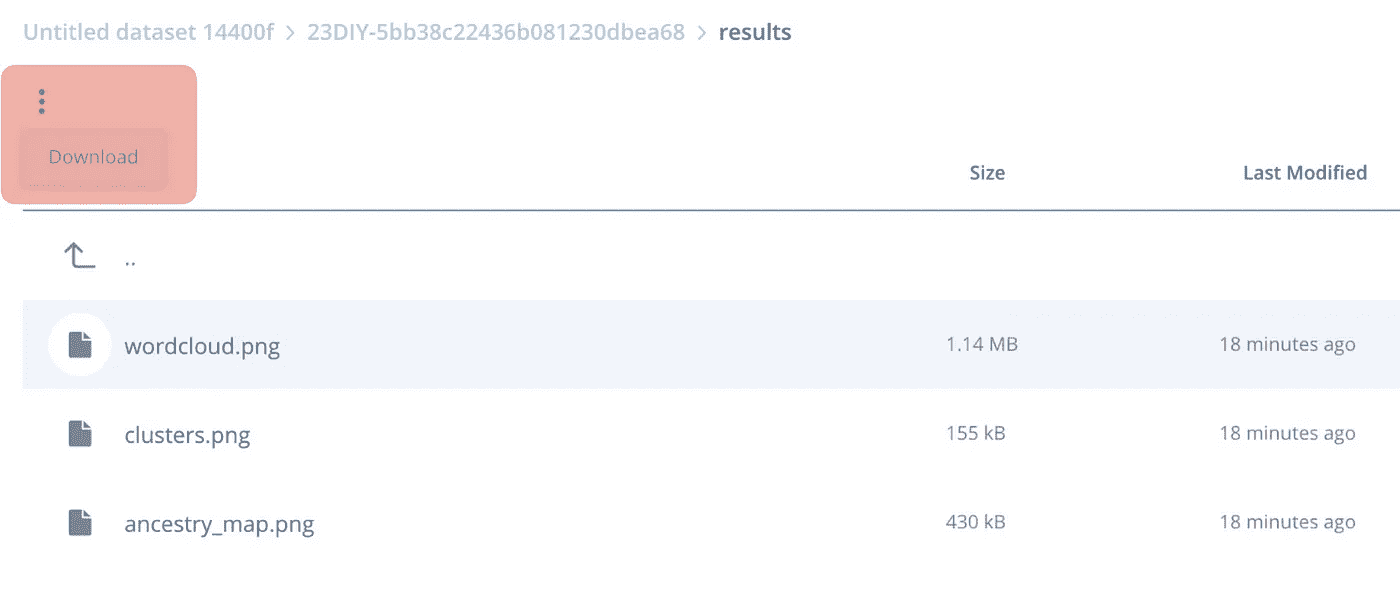 Untitled dataset 14400f > 23DIY-5bb38c22436b081230dbea68 > results
Download
Size Last Modified
..
wordcloud.png 1.14 MB 18 minutes ago
clusters.png 155 kB 18 minutes ago
ancestry_map.png 430 kB 18 minutes ago